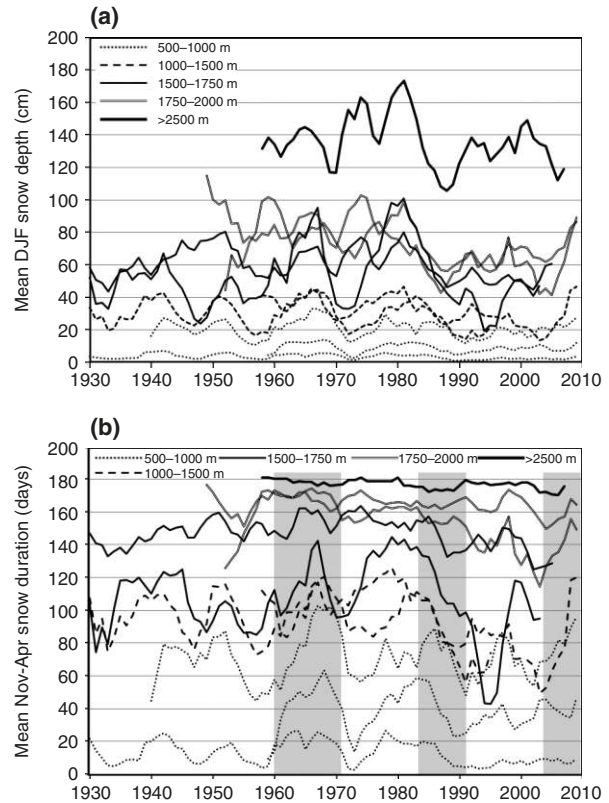 (a)
200
180
160
140
120
100
80
60
40
20
0
Mean DJF snow depth (cm)
500–1000 m
1000–1500 m
1500–1750 m
1750–2000 m
>2500 m
1930 1940 1950 1960 1970 1980 1990 2000 2010
(b)
200
180
160
140
120
100
80
60
40
20
0
Mean Nov-Apr snow duration (days)
500–1000 m 1500–1750 m 1750–2000 m >2500 m
1000–1500 m
1930 1940 1950 1960 1970 1980 1990 2000 2010